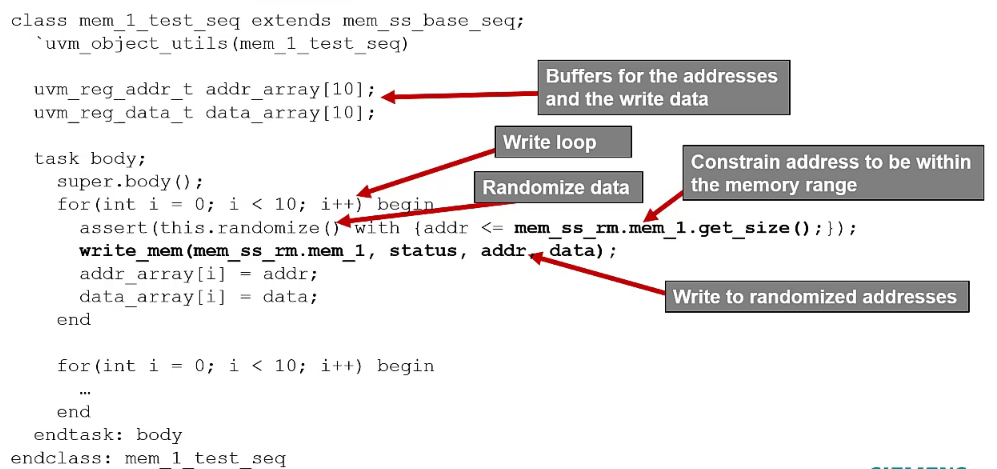 class mem_1_test_seq extends mem_ss_base_seq;
`uvm_object_utils(mem_1_test_seq)
uvm_reg_addr_t addr_array[10];
uvm_reg_data_t data_array[10];
Buffers for the addresses
and the write data
task body;
super.body();
for(int i = 0; i < 10; i++) begin
Write loop
Randomize data
Constrain address to be within
the memory range
assert(this.randomize() with {addr <= mem_ss_rm.mem_1.get_size();});
write_mem(mem_ss_rm.mem_1, status, addr, data);
addr_array[i] = addr;
data_array[i] = data;
Write to randomized addresses
end
for(int i = 0; i < 10; i++) begin
…
end
endtask: body
endclass: mem_1_test_seq